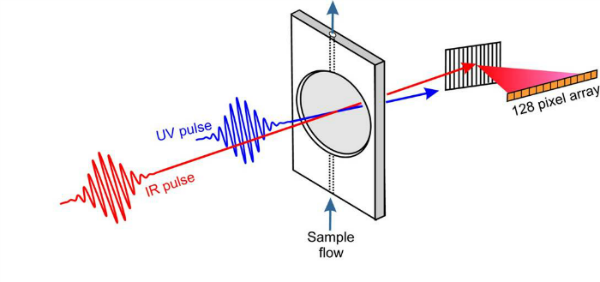 UV pulse
IR pulse
128 pixel array
Sample
flow